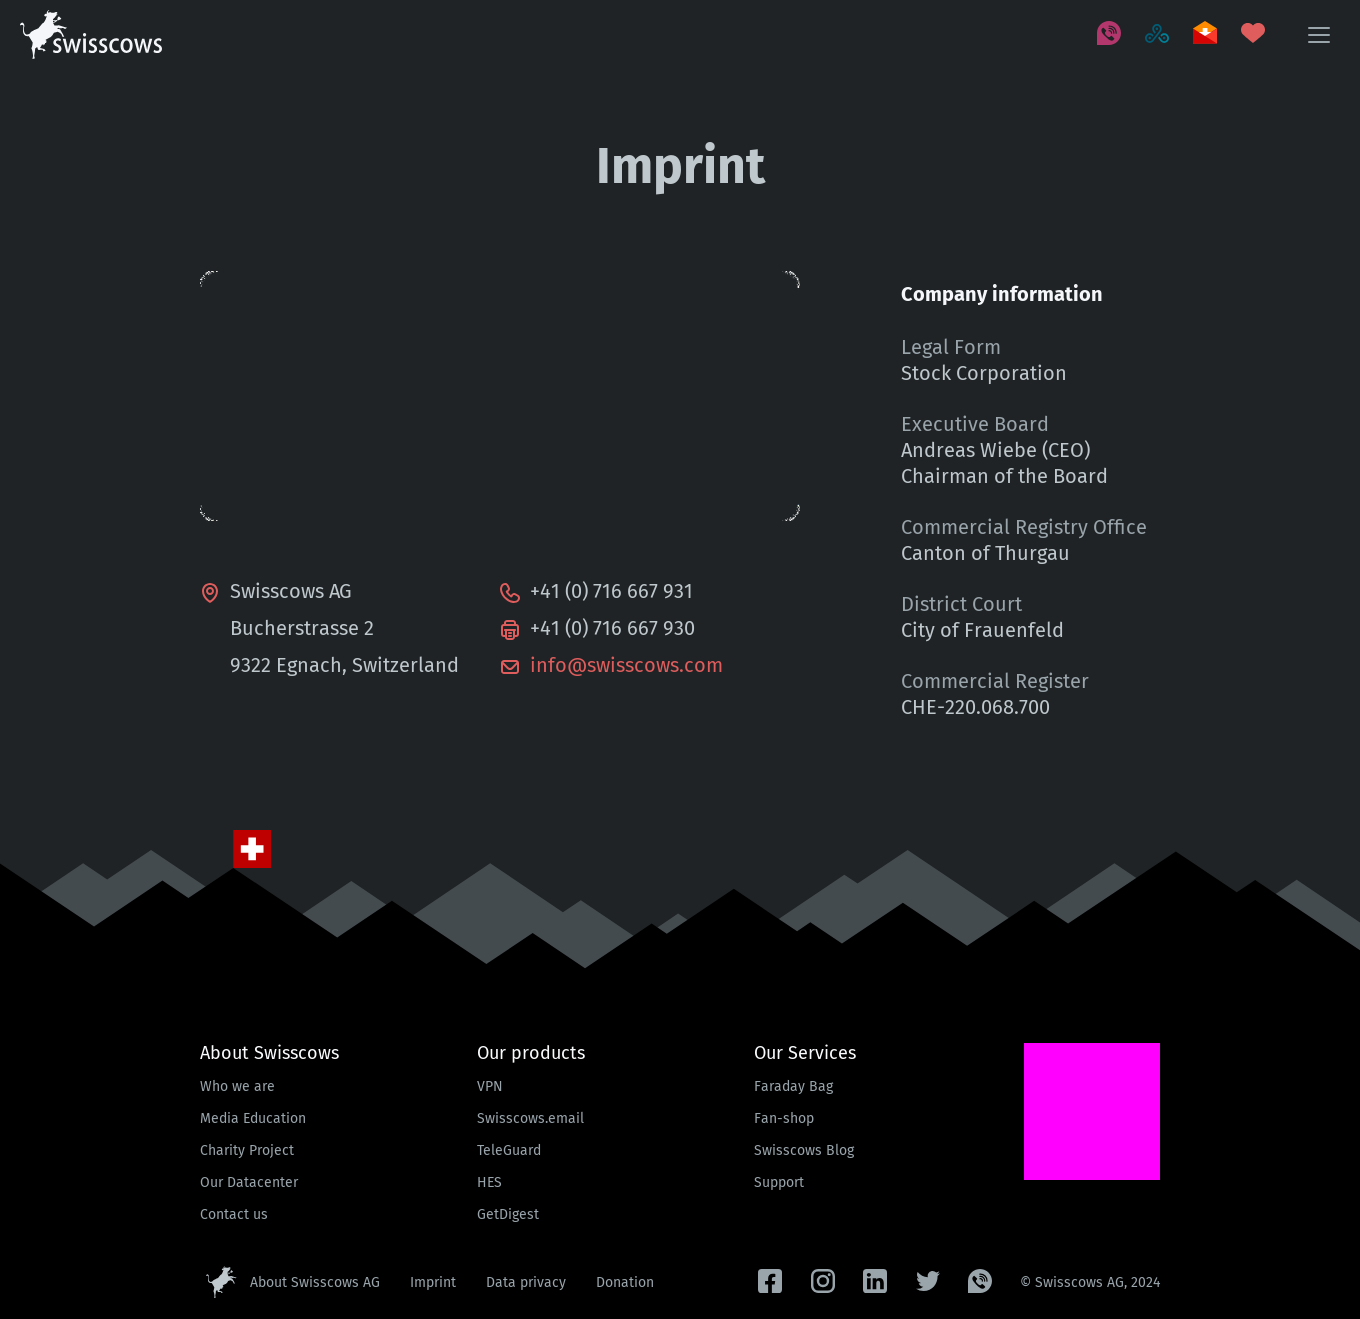 swisscows
Imprint
Company information
Legal Form
Stock Corporation
Executive Board
Andreas Wiebe (CEO)
Chairman of the Board
Commercial Registry Office
Canton of Thurgau
District Court
City of Frauenfeld
Commercial Register
CHE-220.068.700
Swisscows AG
Bucherstrasse 2
9322 Egnach, Switzerland
+41 (0) 716 667 931
+41 (0) 716 667 930
info@swisscows.com
About Swisscows
Who we are
Media Education
Charity Project
Our Datacenter
Contact us
Our products
VPN
Swisscows.email
TeleGuard
HES
GetDigest
Our Services
Faraday Bag
Fan-shop
Swisscows Blog
Support
About Swisscows AG
Imprint
Data privacy
Donation
© Swisscows AG, 2024